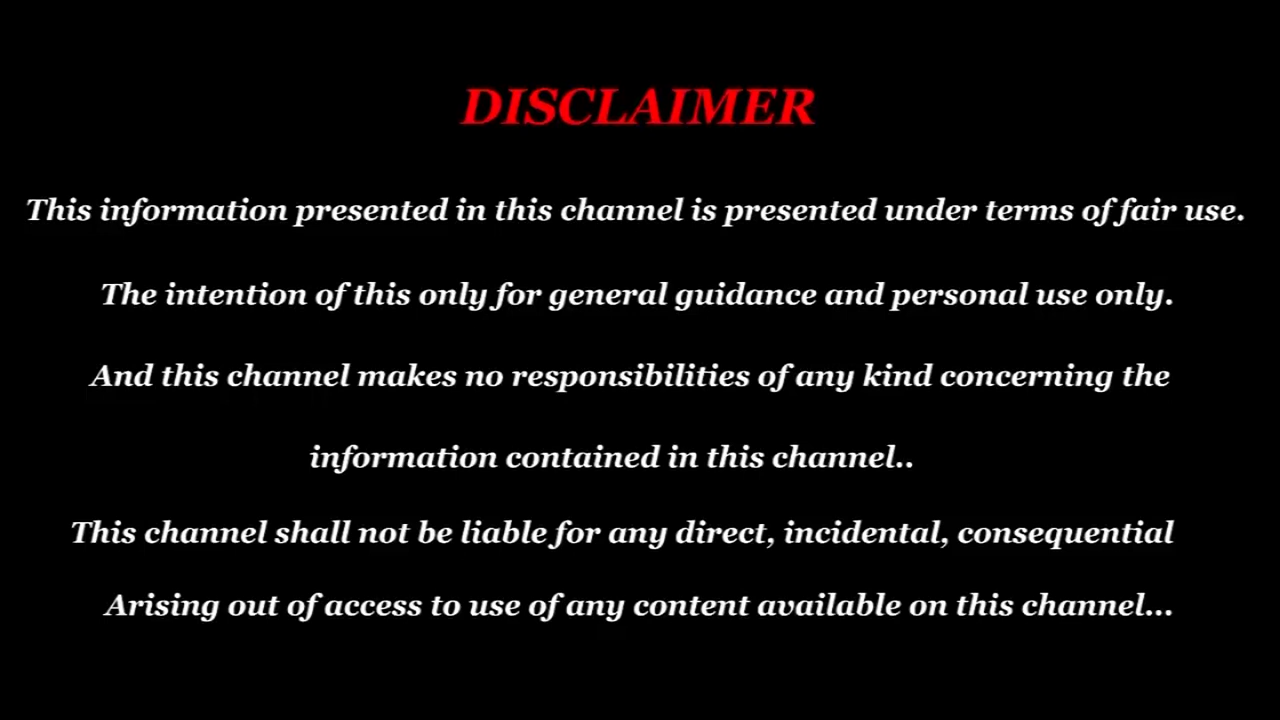 DISCLAIMER
This information presented in this channel is presented under terms of fair use.
The intention of this only for general guidance and personal use only.
And this channel makes no responsibilities of any kind concerning the
information contained in this channel..
This channel shall not be liable for any direct, incidental, consequential
Arising out of access to use of any content available on this channel...